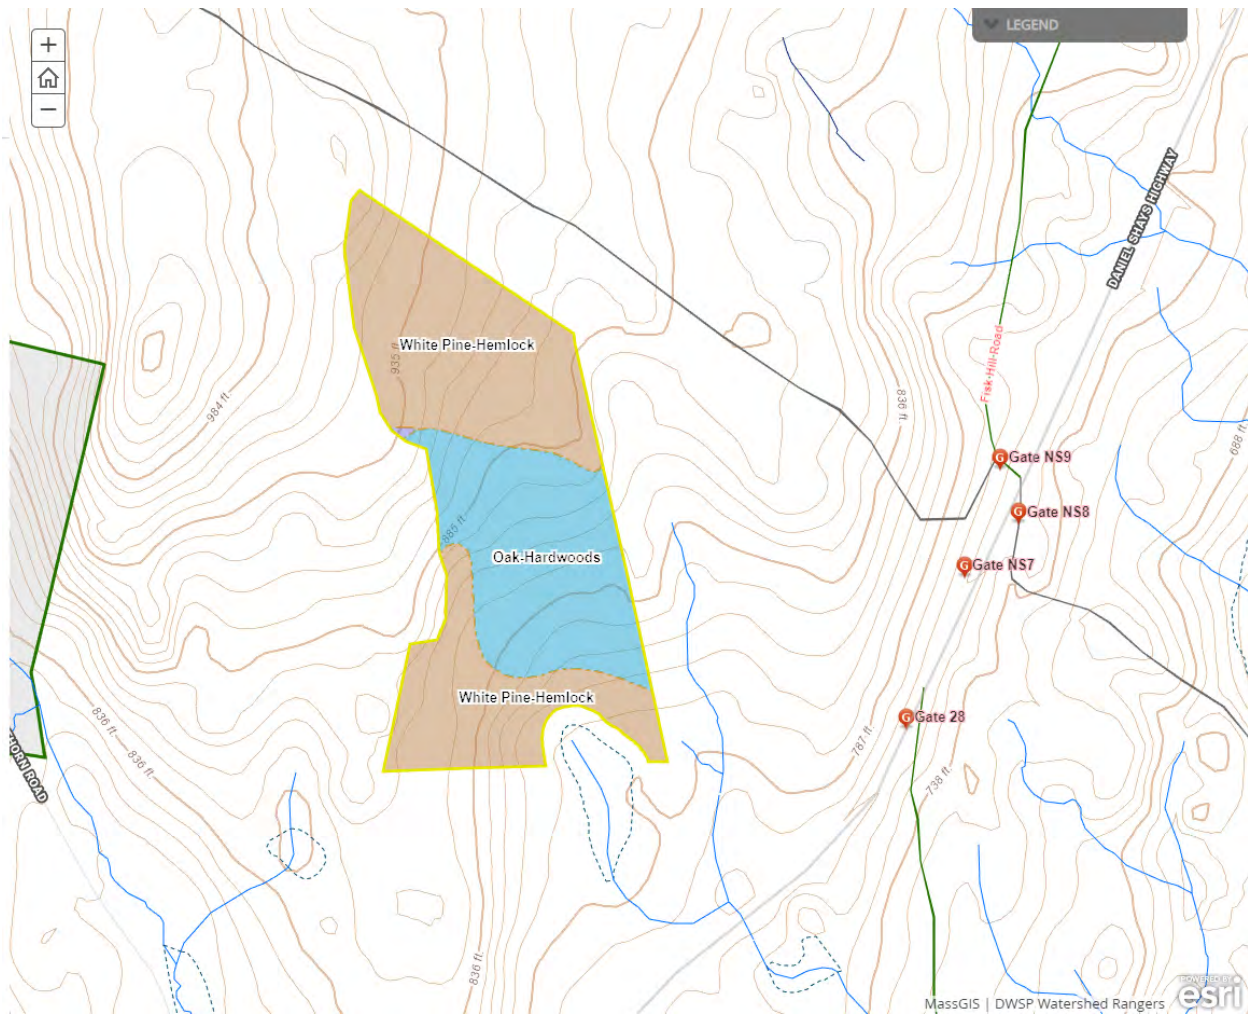 +
LEGEND
−
DANIEL SHAYS HIGHWAY
White Pine-Hemlock
935 ft.
Fisk-Hill-Road
984 ft.
836 ft.
688 ft.
G Gate NS9
G Gate NS8
885 ft.
Oak-Hardwoods
G Gate NS7
White Pine-Hemlock
G Gate 28
836 ft.
787 ft.
836 ft.
HORN ROAD
738 ft.
836 ft.
POWERED BY
esri
MassGIS | DWSP Watershed Rangers